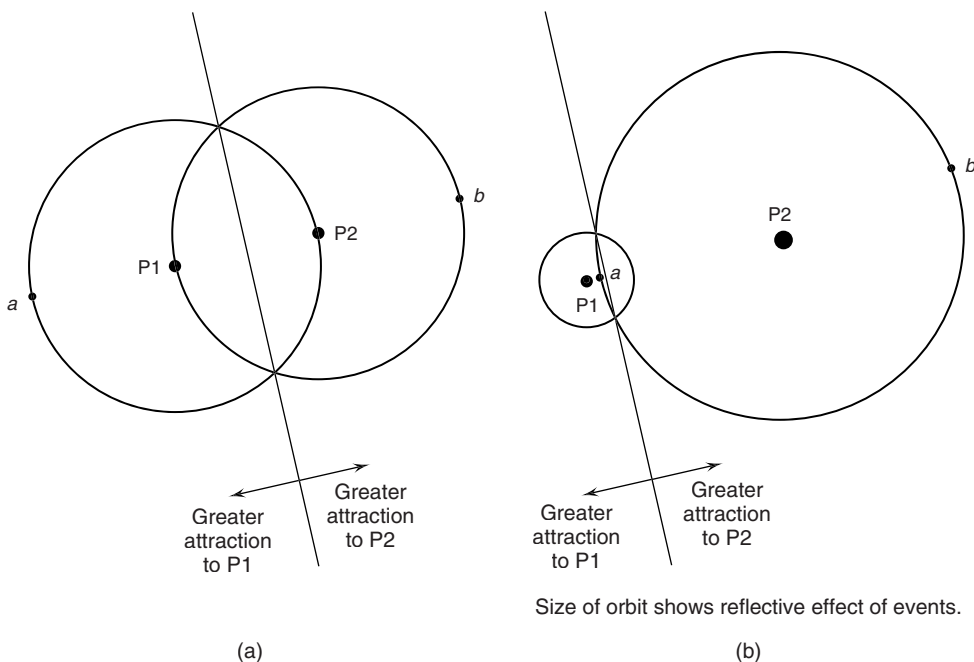 P1
P2
a
b
Greater
attraction
to P1
Greater
attraction
to P2
(a)
P2
P1
a
b
Greater
attraction
to P1
Greater
attraction
to P2
Size of orbit shows reflective effect of events.
(b)